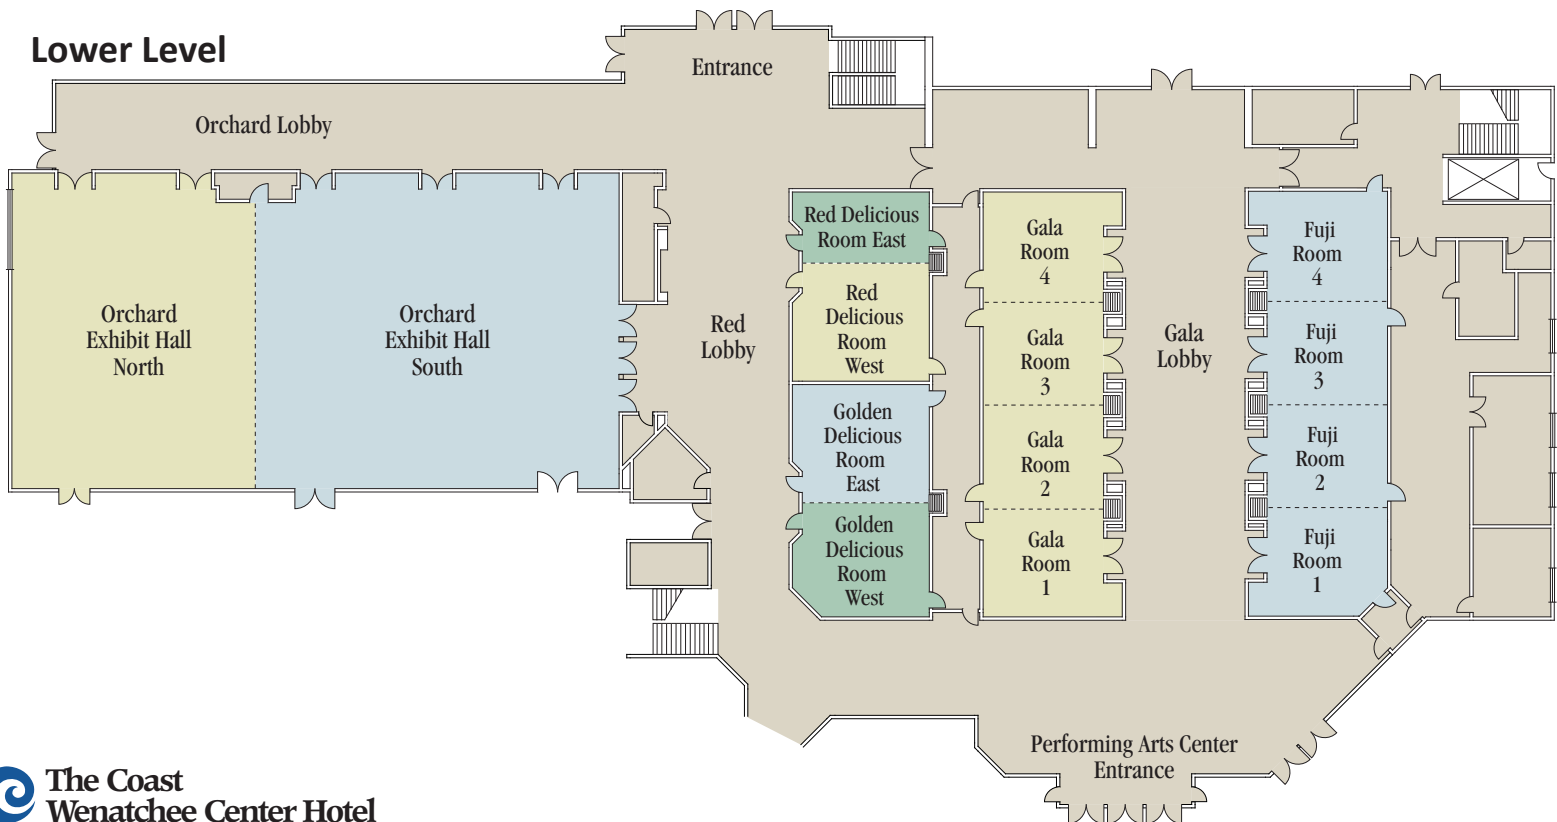 Lower Level
Entrance
Orchard Lobby
Orchard
Exhibit Hall
North
Orchard
Exhibit Hall
South
Red
Lobby
Red Delicious
Room East
Red
Delicious
Room
West
Golden
Delicious
Room
East
Golden
Delicious
Room
West
Gala
Room
4
Gala
Room
3
Gala
Room
2
Gala
Room
1
Gala
Lobby
Fuji
Room
4
Fuji
Room
3
Fuji
Room
2
Fuji
Room
1
Performing Arts Center
Entrance
The Coast
Wenatchee Center Hotel